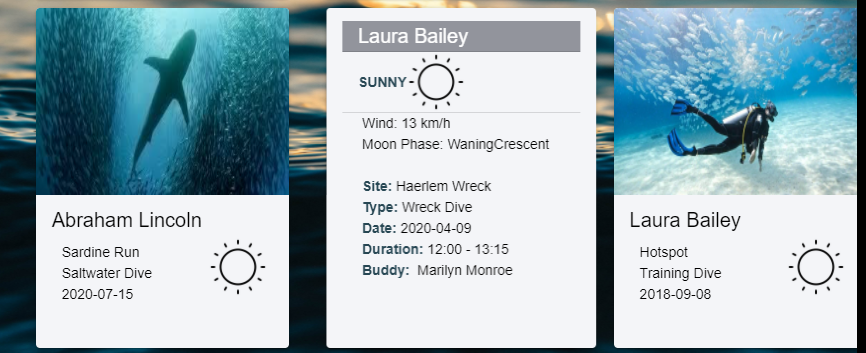 Abraham Lincoln
Sardine Run
Saltwater Dive
2020-07-15
Laura Bailey
SUNNY
Wind: 13 km/h
Moon Phase: WaningCrescent
Site: Haerlem Wreck
Type: Wreck Dive
Date: 2020-04-09
Duration: 12:00 - 13:15
Buddy: Marilyn Monroe
Laura Bailey
Hotspot
Training Dive
2018-09-08